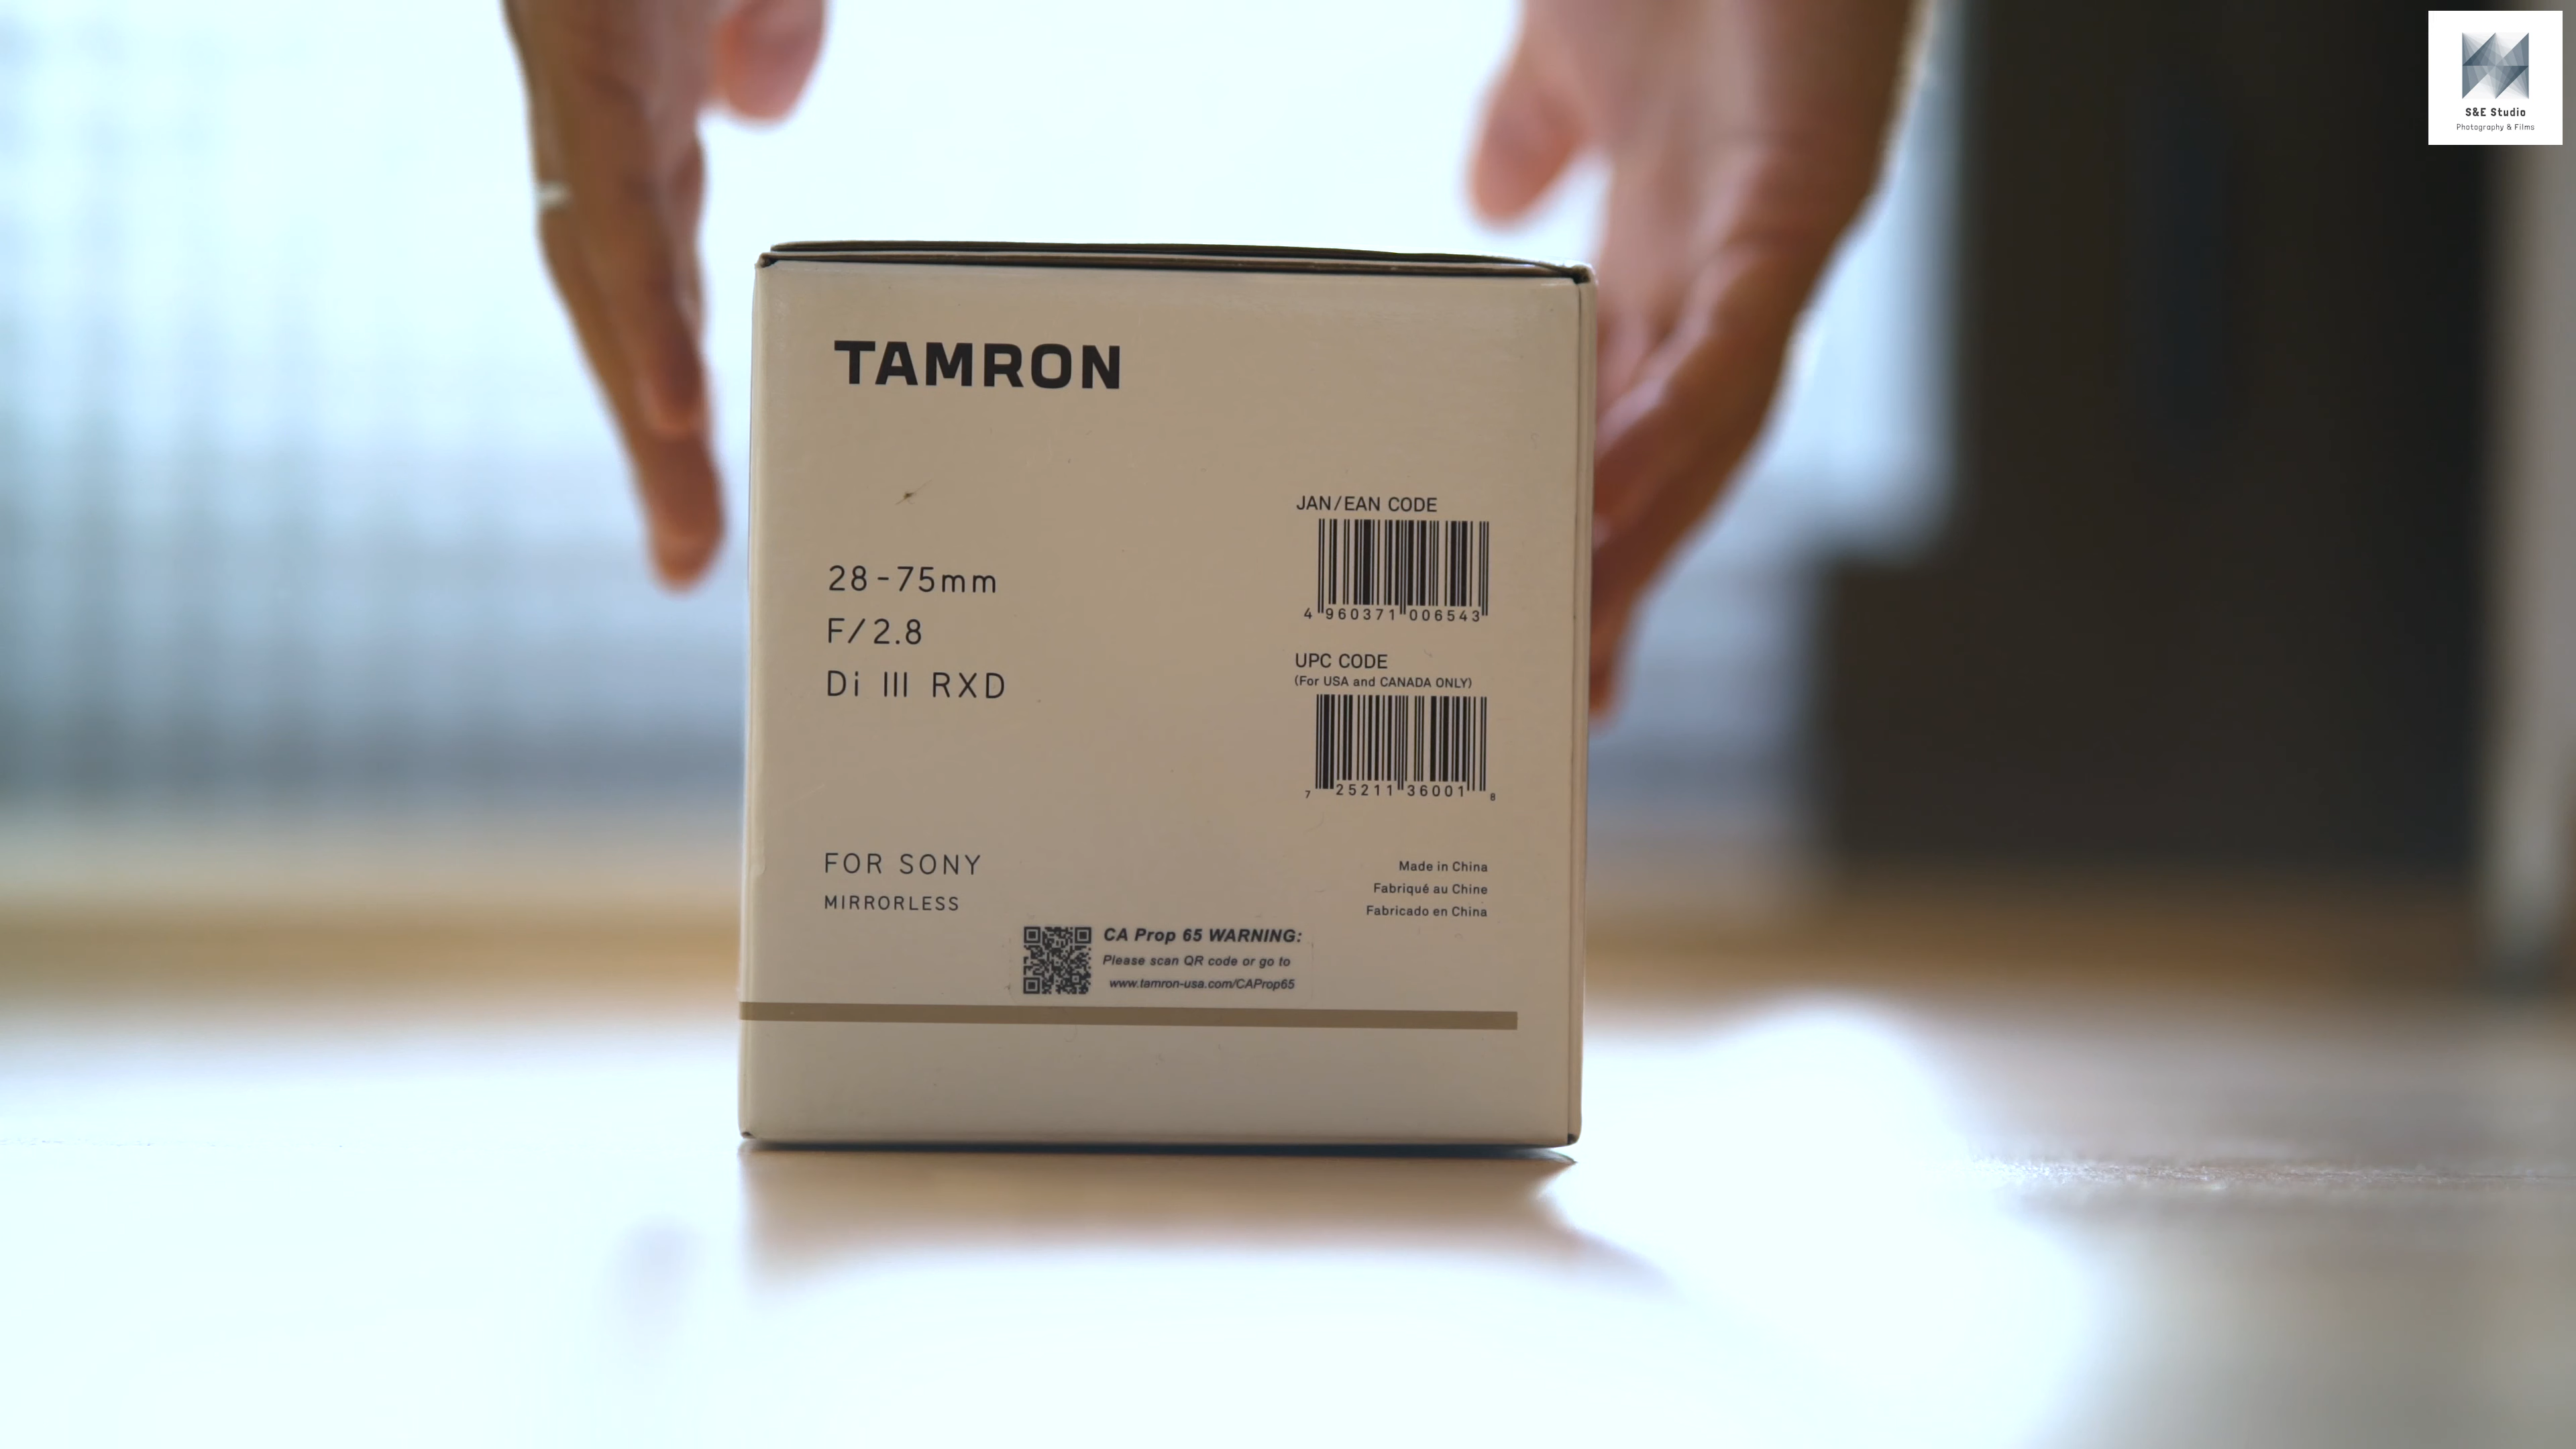 S&E Studio
Photography & Films
TAMRON
28-75mm
F/2.8
Di III RXD
JAN/EAN CODE
4 960371 006543
UPC CODE
(For USA and CANADA ONLY)
7 25211 36001 8
FOR SONY
MIRRORLESS
Made in China
Fabriqué au Chine
Fabricado en China
CA Prop 65 WARNING:
Please scan QR code or go to
www.tamron-usa.com/CAProp65